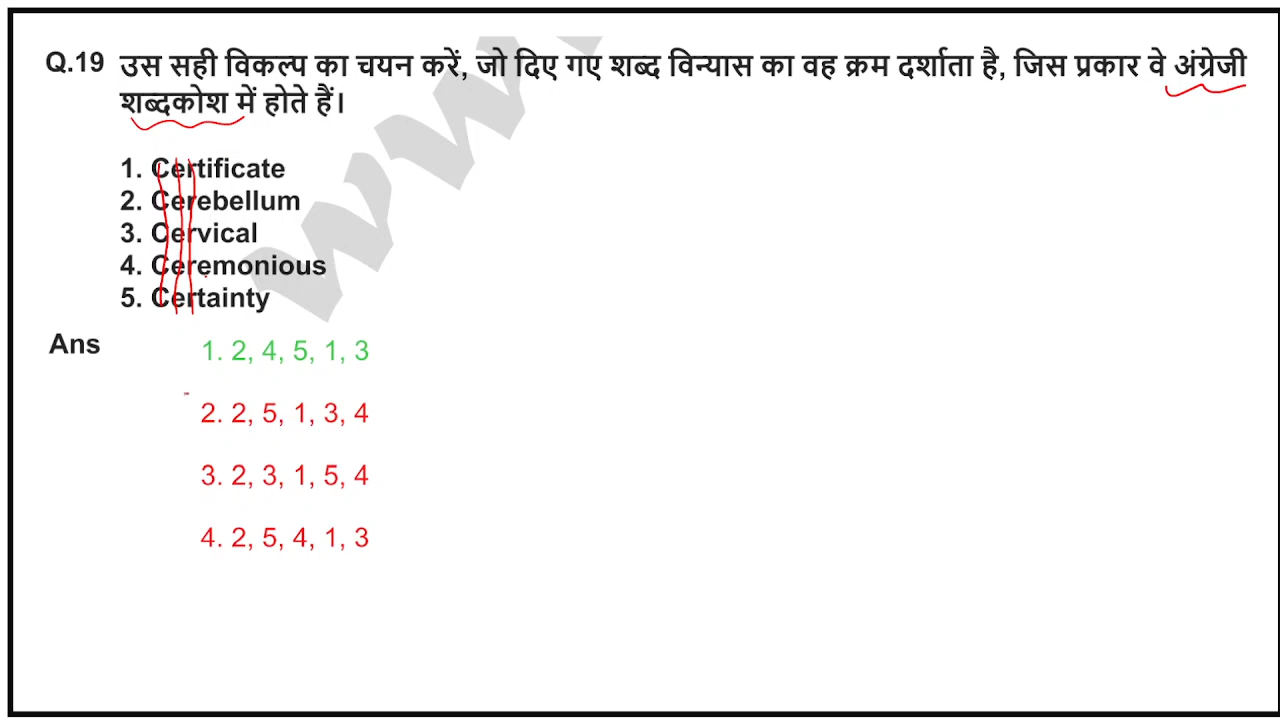 Q.19 उस सही विकल्प का चयन करें, जो दिए गए शब्द विन्यास का वह क्रम दर्शाता है, जिस प्रकार वे अंग्रेजी
शब्दकोश में होते हैं।
1. Certificate
2. Cerebellum
3. Cervical
4. Ceremonious
5. Certainty
Ans
1. 2, 4, 5, 1, 3
2. 2, 5, 1, 3, 4
3. 2, 3, 1, 5, 4
4. 2, 5, 4, 1, 3